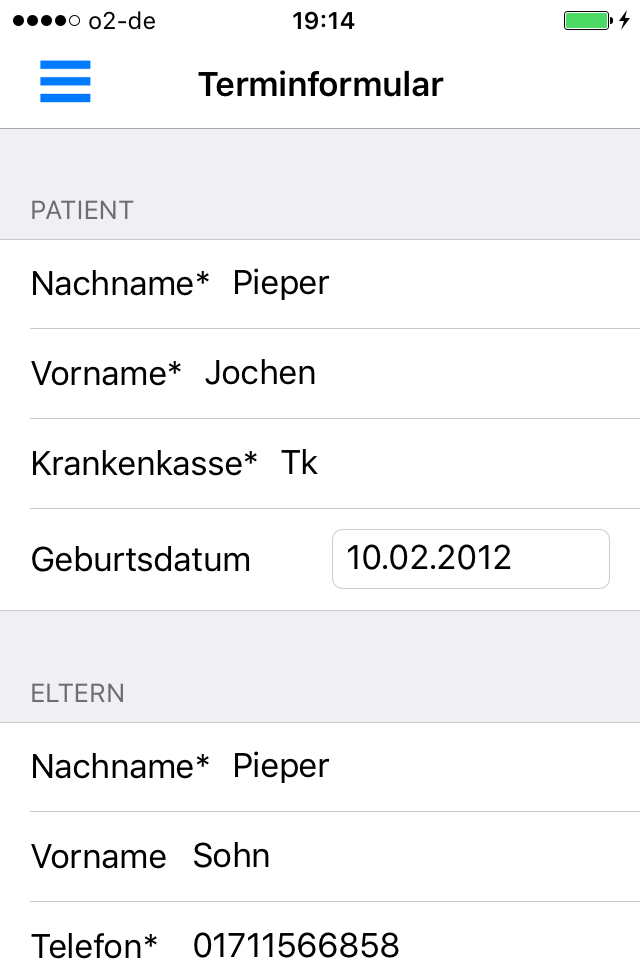 o2-de 19:14
Terminformular
PATIENT
Nachname* Pieper
Vorname* Jochen
Krankenkasse* Tk
Geburtsdatum 10.02.2012
ELTERN
Nachname* Pieper
Vorname Sohn
Telefon* 01711566858